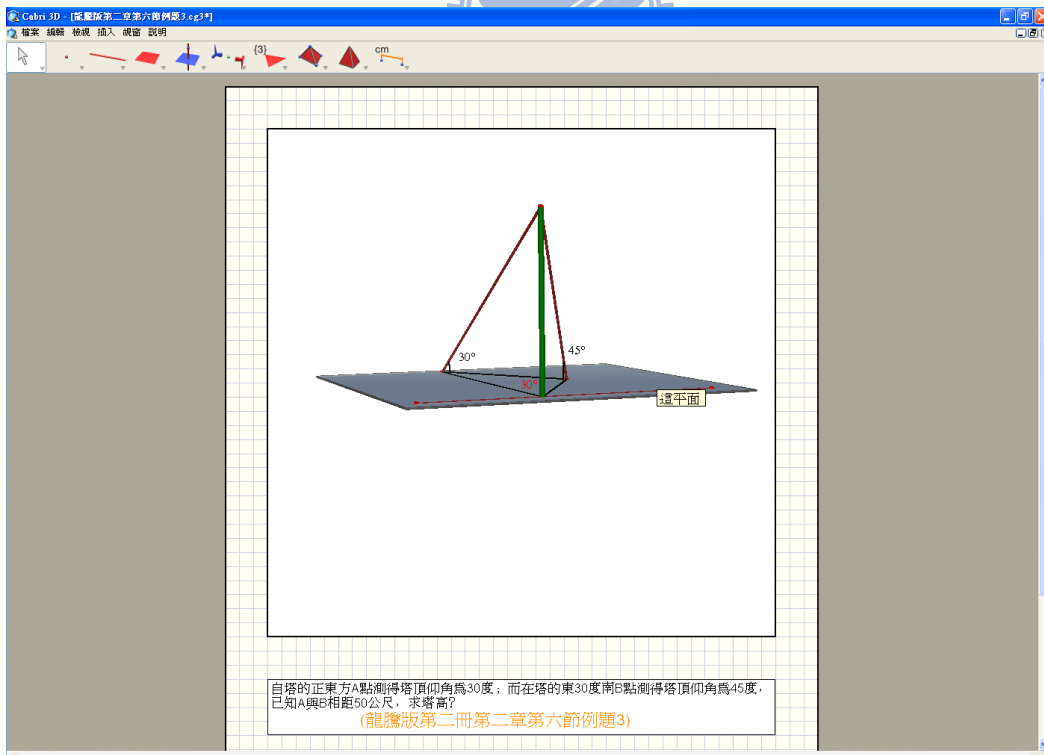 Cabri 3D - [龍騰版第二章第六節例題3.cg3*]
檔案 編輯 檢視 插入 視窗 說明
{3}
cm
30°
45°
30°
這平面
自塔的正東方A點測得塔頂仰角為30度；而在塔的東30度南B點測得塔頂仰角為45度，
已知A與B相距50公尺，求塔高?
(龍騰版第二冊第二章第六節例題3)